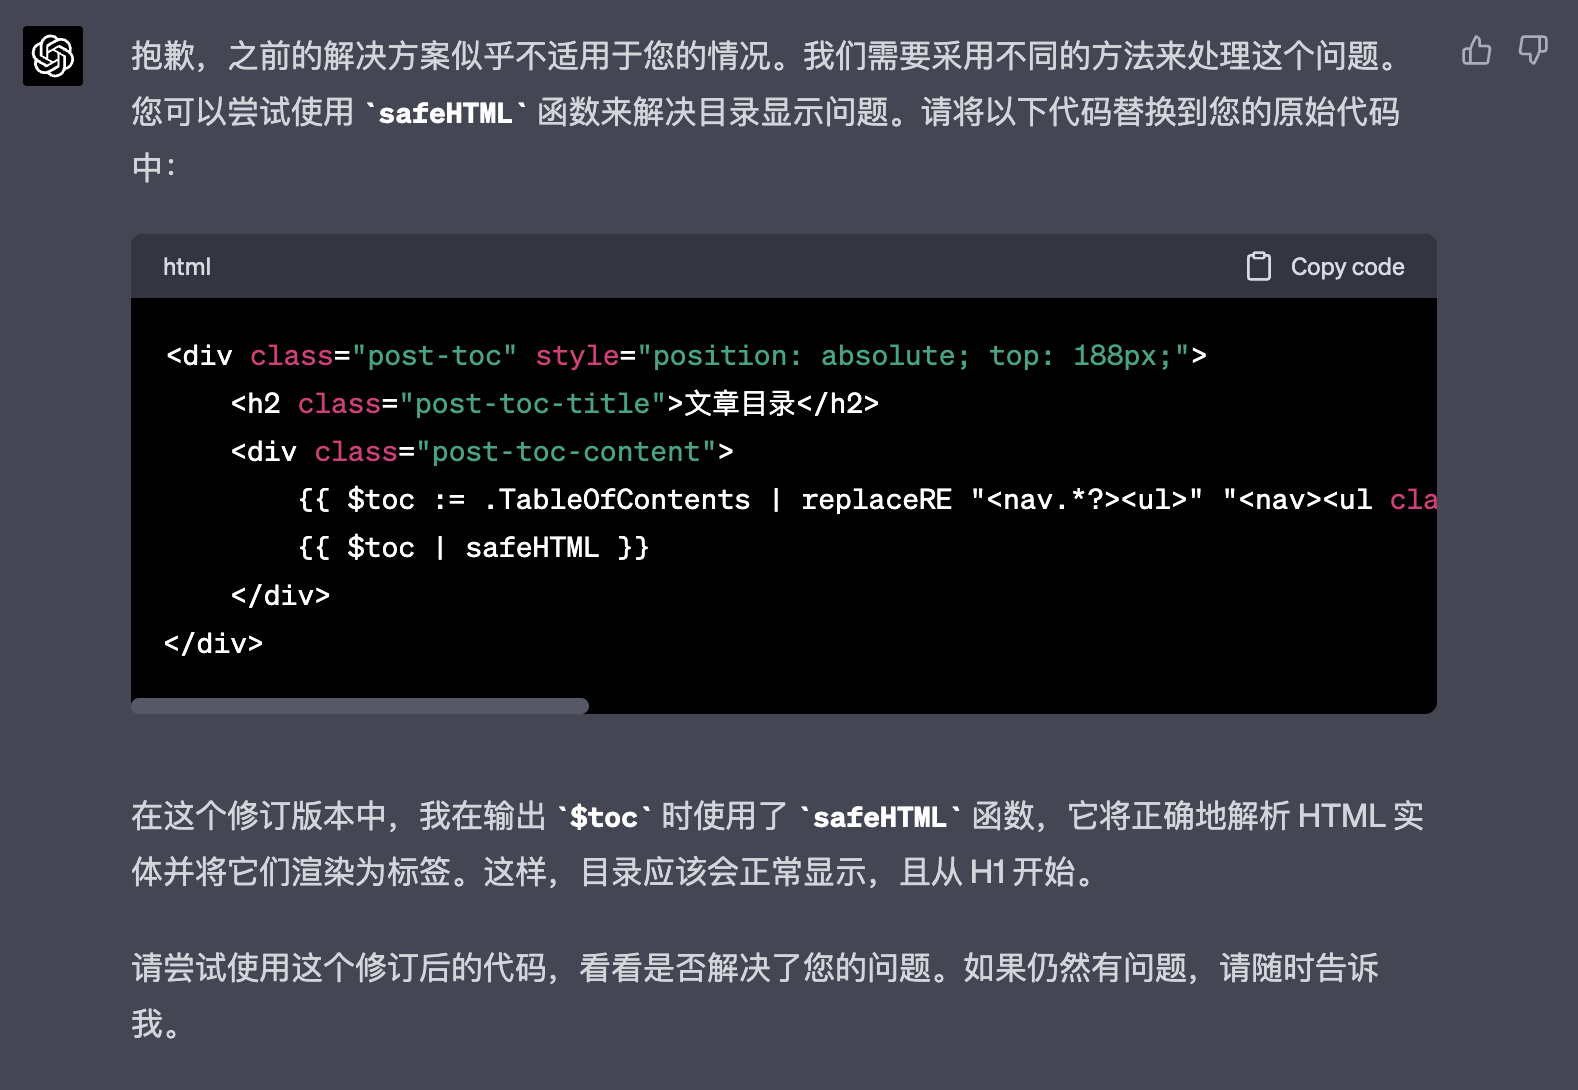 抱歉，之前的解决方案似乎不适用于您的情况。我们需要采用不同的方法来处理这个问题。
您可以尝试使用 `safeHTML` 函数来解决目录显示问题。请将以下代码替换到您的原始代码
中：
html
Copy code
<div class="post-toc" style="position: absolute; top: 188px;">
    <h2 class="post-toc-title">文章目录</h2>
    <div class="post-toc-content">
        {{ $toc := .TableOfContents | replaceRE "<nav.*?><ul>" "<nav><ul cla
        {{ $toc | safeHTML }}
    </div>
</div>
在这个修订版本中，我在输出 `$toc` 时使用了 `safeHTML` 函数，它将正确地解析 HTML 实
体并将它们渲染为标签。这样，目录应该会正常显示，且从 H1 开始。
请尝试使用这个修订后的代码，看看是否解决了您的问题。如果仍然有问题，请随时告诉
我。